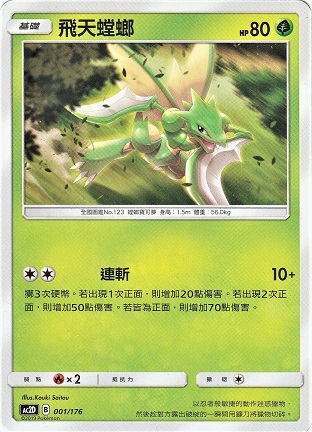 基礎 飛天螳螂 HP80
全國圖鑑No.123 螳螂寶可夢 身高：1.5m 體重：56.0kg
連斬 10+
擲3次硬幣。若出現1次正面，則增加20點傷害。若出現2次正
面，則增加50點傷害。若皆為正面，則增加70點傷害。
弱點 ×2 抵抗力 撤退
Illus.Kouki Saitou
AC2D B 001/176
©2019 Pokémon
以忍者般敏捷的動作迷惑獵物，
然後趁對方露出破綻的一瞬間用鐮刀將獵物切碎。